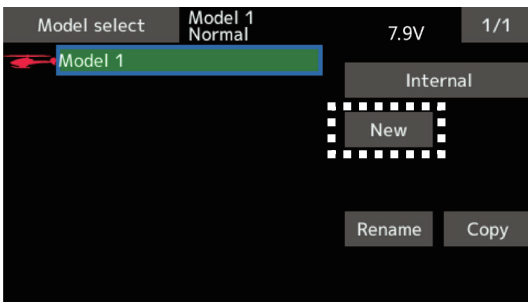 Model select
Model 1
Normal
7.9V
1/1
Model 1
Internal
New
Rename
Copy